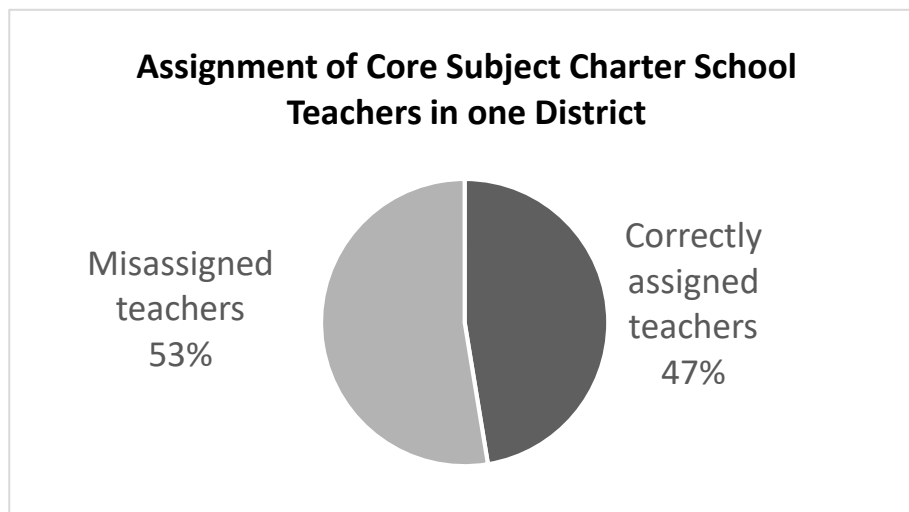 Assignment of Core Subject Charter School
Teachers in one District
Misassigned
teachers
53%
Correctly
assigned
teachers
47%